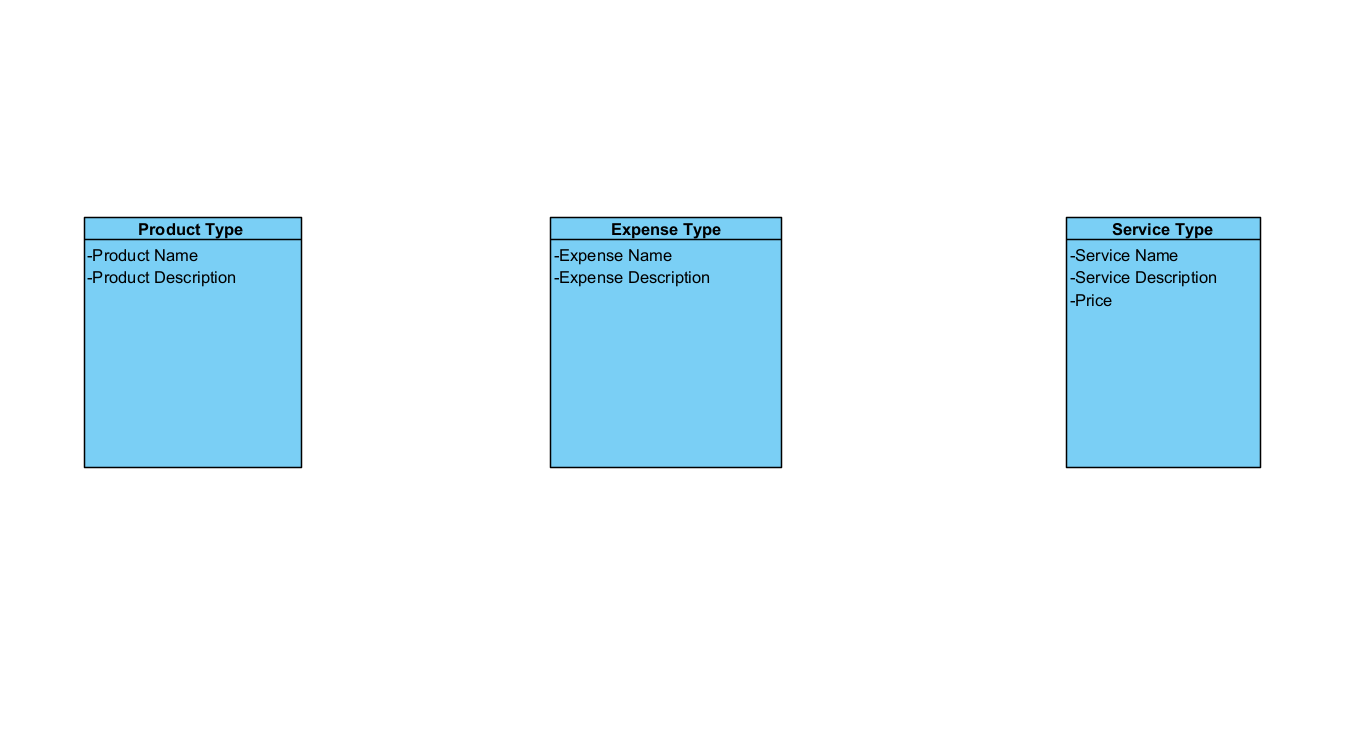 Product Type
-Product Name
-Product Description
Expense Type
-Expense Name
-Expense Description
Service Type
-Service Name
-Service Description
-Price